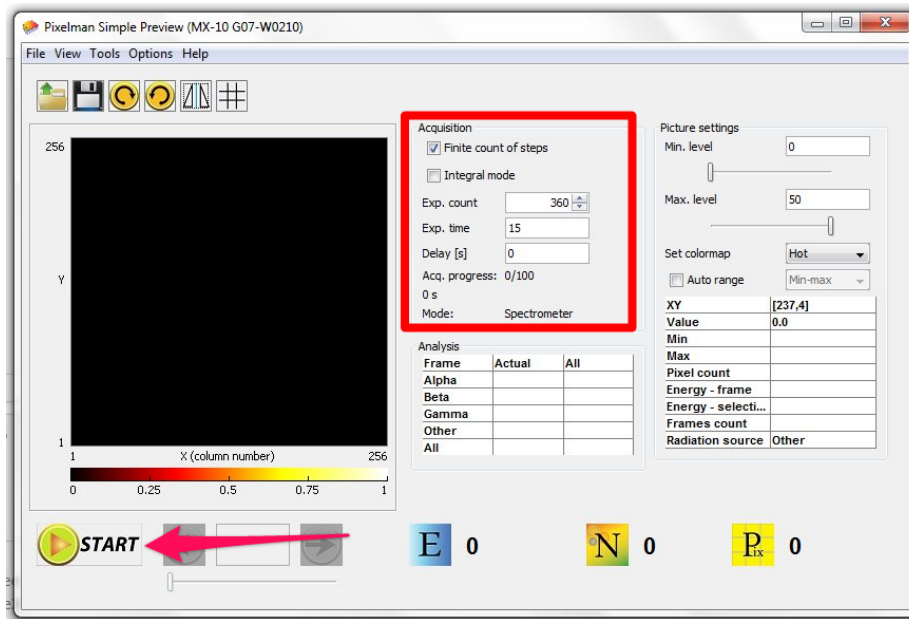 Pixelman Simple Preview (MX-10 G07-W0210)
File View Tools Options Help
256
Y
1
1 X (column number) 256
0 0.25 0.5 0.75 1
Acquisition
Finite count of steps
Integral mode
Exp. count 360
Exp. time 15
Delay [s] 0
Acq. progress: 0/100
0 s
Mode: Spectrometer
Analysis
Frame Actual All
Alpha
Beta
Gamma
Other
All
Picture settings
Min. level 0
Max. level 50
Set colormap Hot
Auto range Min-max
XY [237,4]
Value 0.0
Min
Max
Pixel count
Energy - frame
Energy - selecti...
Frames count
Radiation source Other
START
E 0
N 0
Pix 0